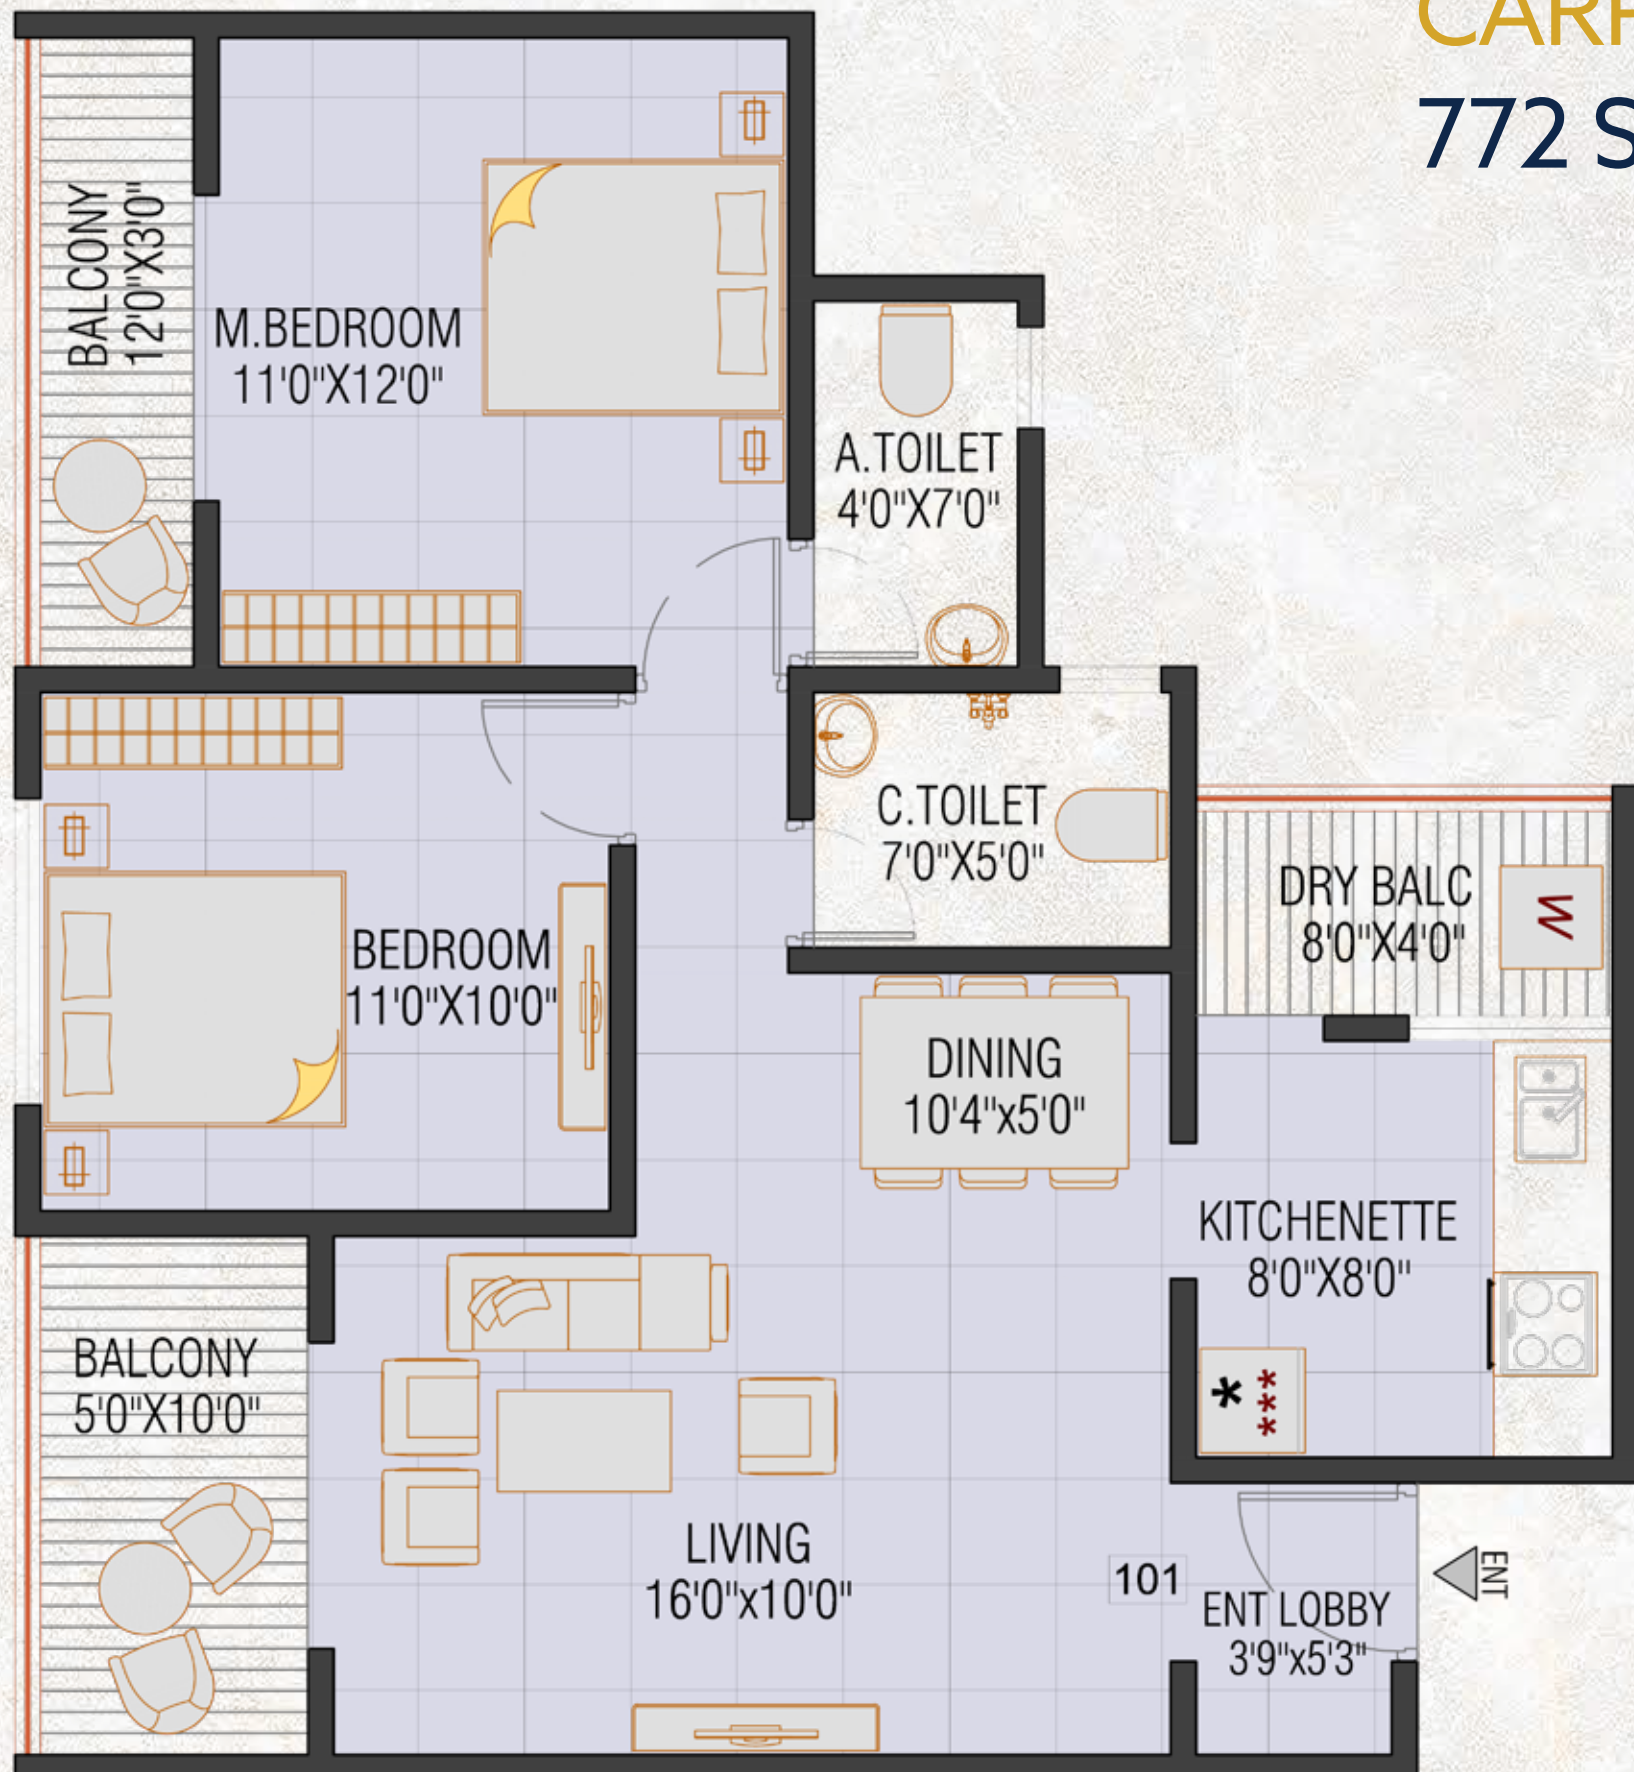 772
BALCONY
12'0"X3'0"
M.BEDROOM
11'0"X12'0"
A.TOILET
4'0"X7'0"
C.TOILET
7'0"X5'0"
DRY BALC
8'0"X4'0"
W
BEDROOM
11'0"X10'0"
DINING
10'4"x5'0"
KITCHENETTE
8'0"X8'0"
* ***
BALCONY
5'0"X10'0"
LIVING
16'0"x10'0"
101
ENT LOBBY
3'9"x5'3"
ENT